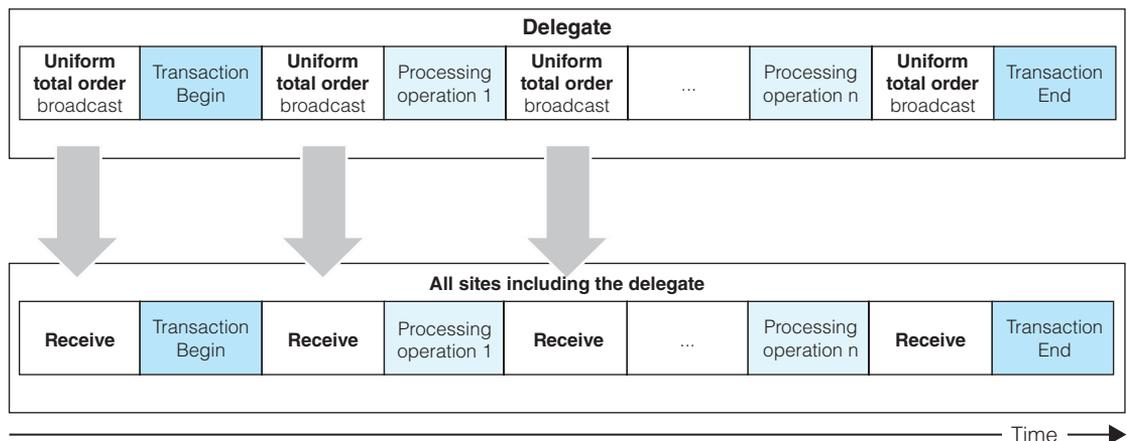 Delegate
Uniform
total order
broadcast
Transaction
Begin
Uniform
total order
broadcast
Processing
operation 1
Uniform
total order
broadcast
...
Processing
operation n
Uniform
total order
broadcast
Transaction
End
All sites including the delegate
Receive
Transaction
Begin
Receive
Processing
operation 1
Receive
...
Processing
operation n
Receive
Transaction
End
Time